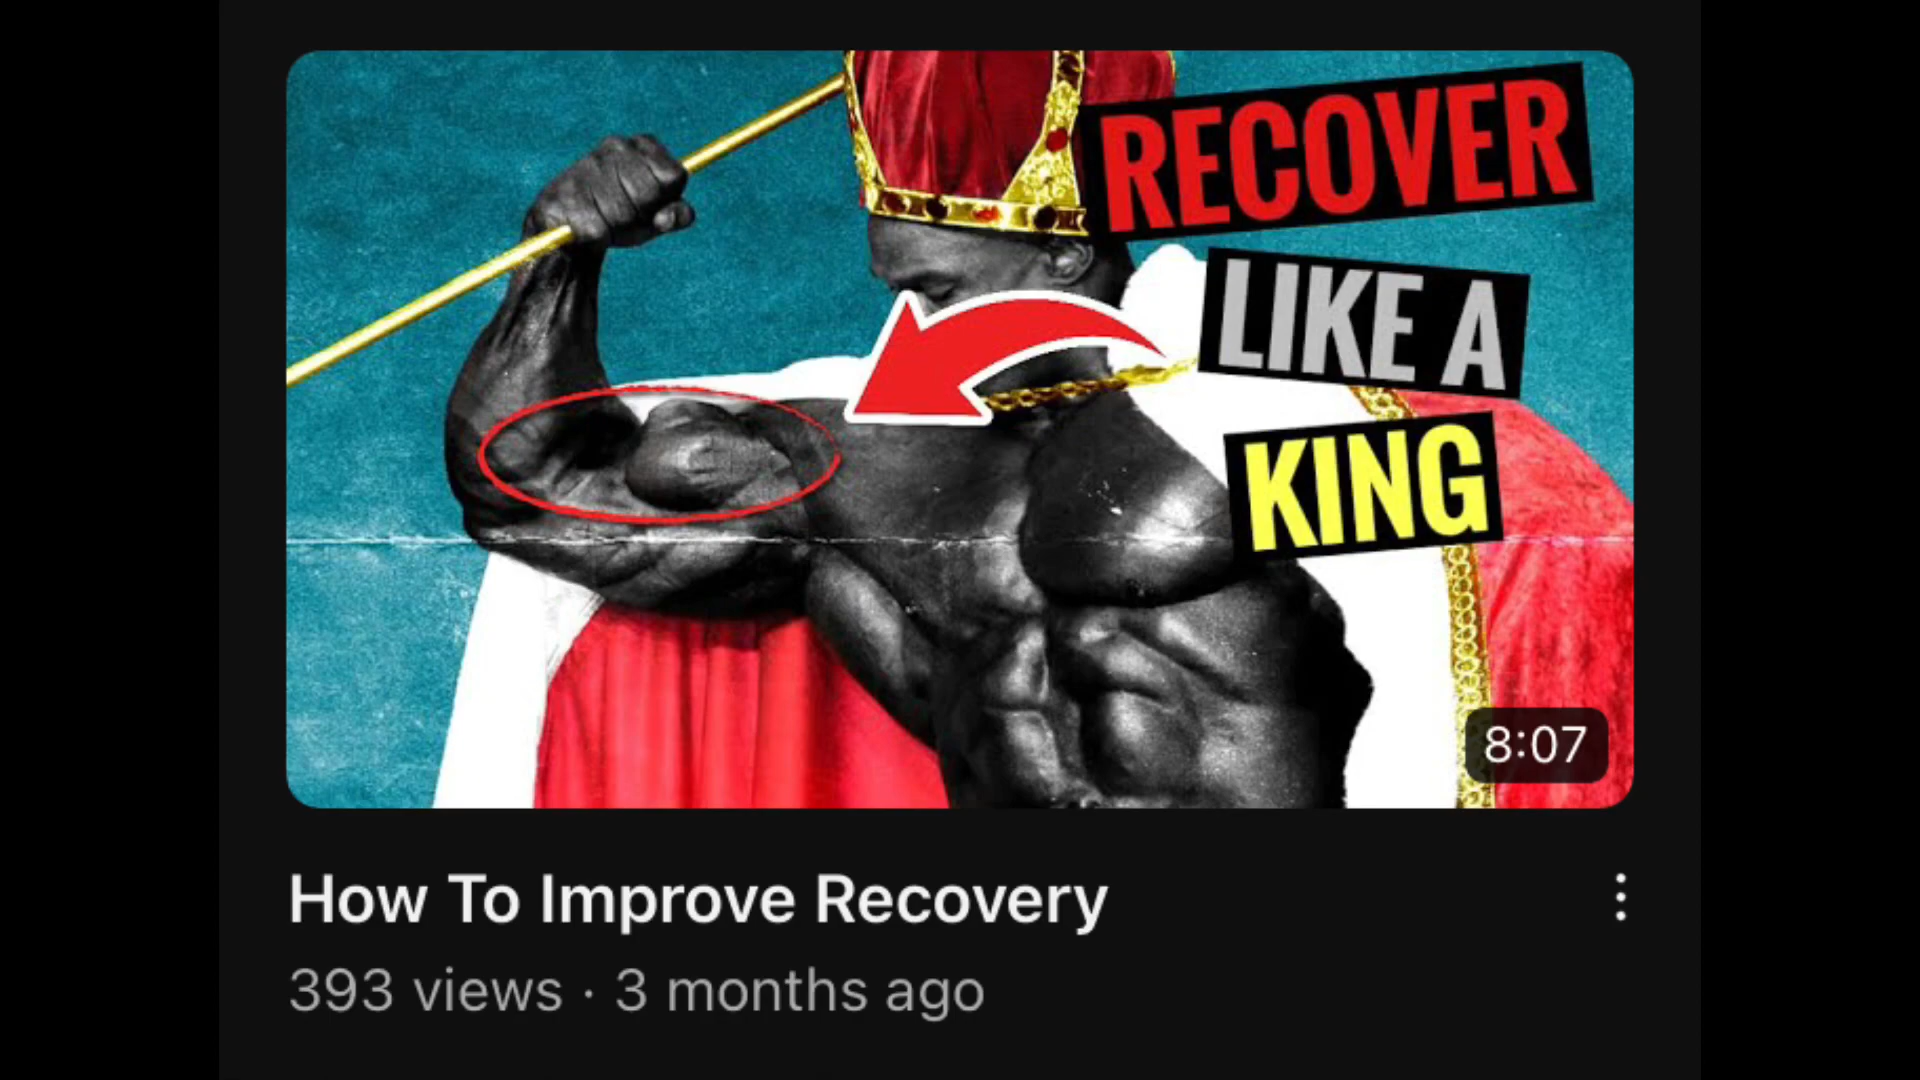 RECOVER
LIKE A
KING
8:07
How To Improve Recovery
393 views · 3 months ago